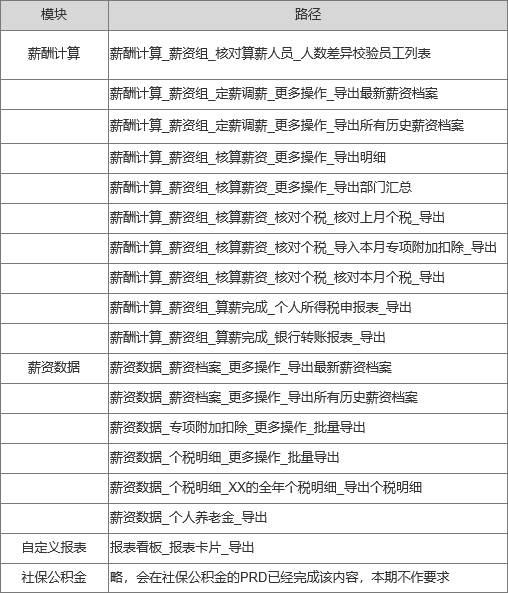 模块 路径
薪酬计算 薪酬计算_薪资组_核对算薪人员_人数差异校验员工列表
薪酬计算_薪资组_定薪调薪_更多操作_导出最新薪资档案
薪酬计算_薪资组_定薪调薪_更多操作_导出所有历史薪资档案
薪酬计算_薪资组_核算薪资_更多操作_导出明细
薪酬计算_薪资组_核算薪资_更多操作_导出部门汇总
薪酬计算_薪资组_核算薪资_核对个税_核对上月个税_导出
薪酬计算_薪资组_核算薪资_核对个税_导入本月专项附加扣除_导出
薪酬计算_薪资组_核算薪资_核对个税_核对本月个税_导出
薪酬计算_薪资组_算薪完成_个人所得税申报表_导出
薪酬计算_薪资组_算薪完成_银行转账报表_导出
薪资数据 薪资数据_薪资档案_更多操作_导出最新薪资档案
薪资数据_薪资档案_更多操作_导出所有历史薪资档案
薪资数据_专项附加扣除_更多操作_批量导出
薪资数据_个税明细_更多操作_批量导出
薪资数据_个税明细_XX的全年个税明细_导出个税明细
薪资数据_个人养老金_导出
自定义报表 报表看板_报表卡片_导出
社保公积金 略，会在社保公积金的PRD已经完成该内容，本期不作要求